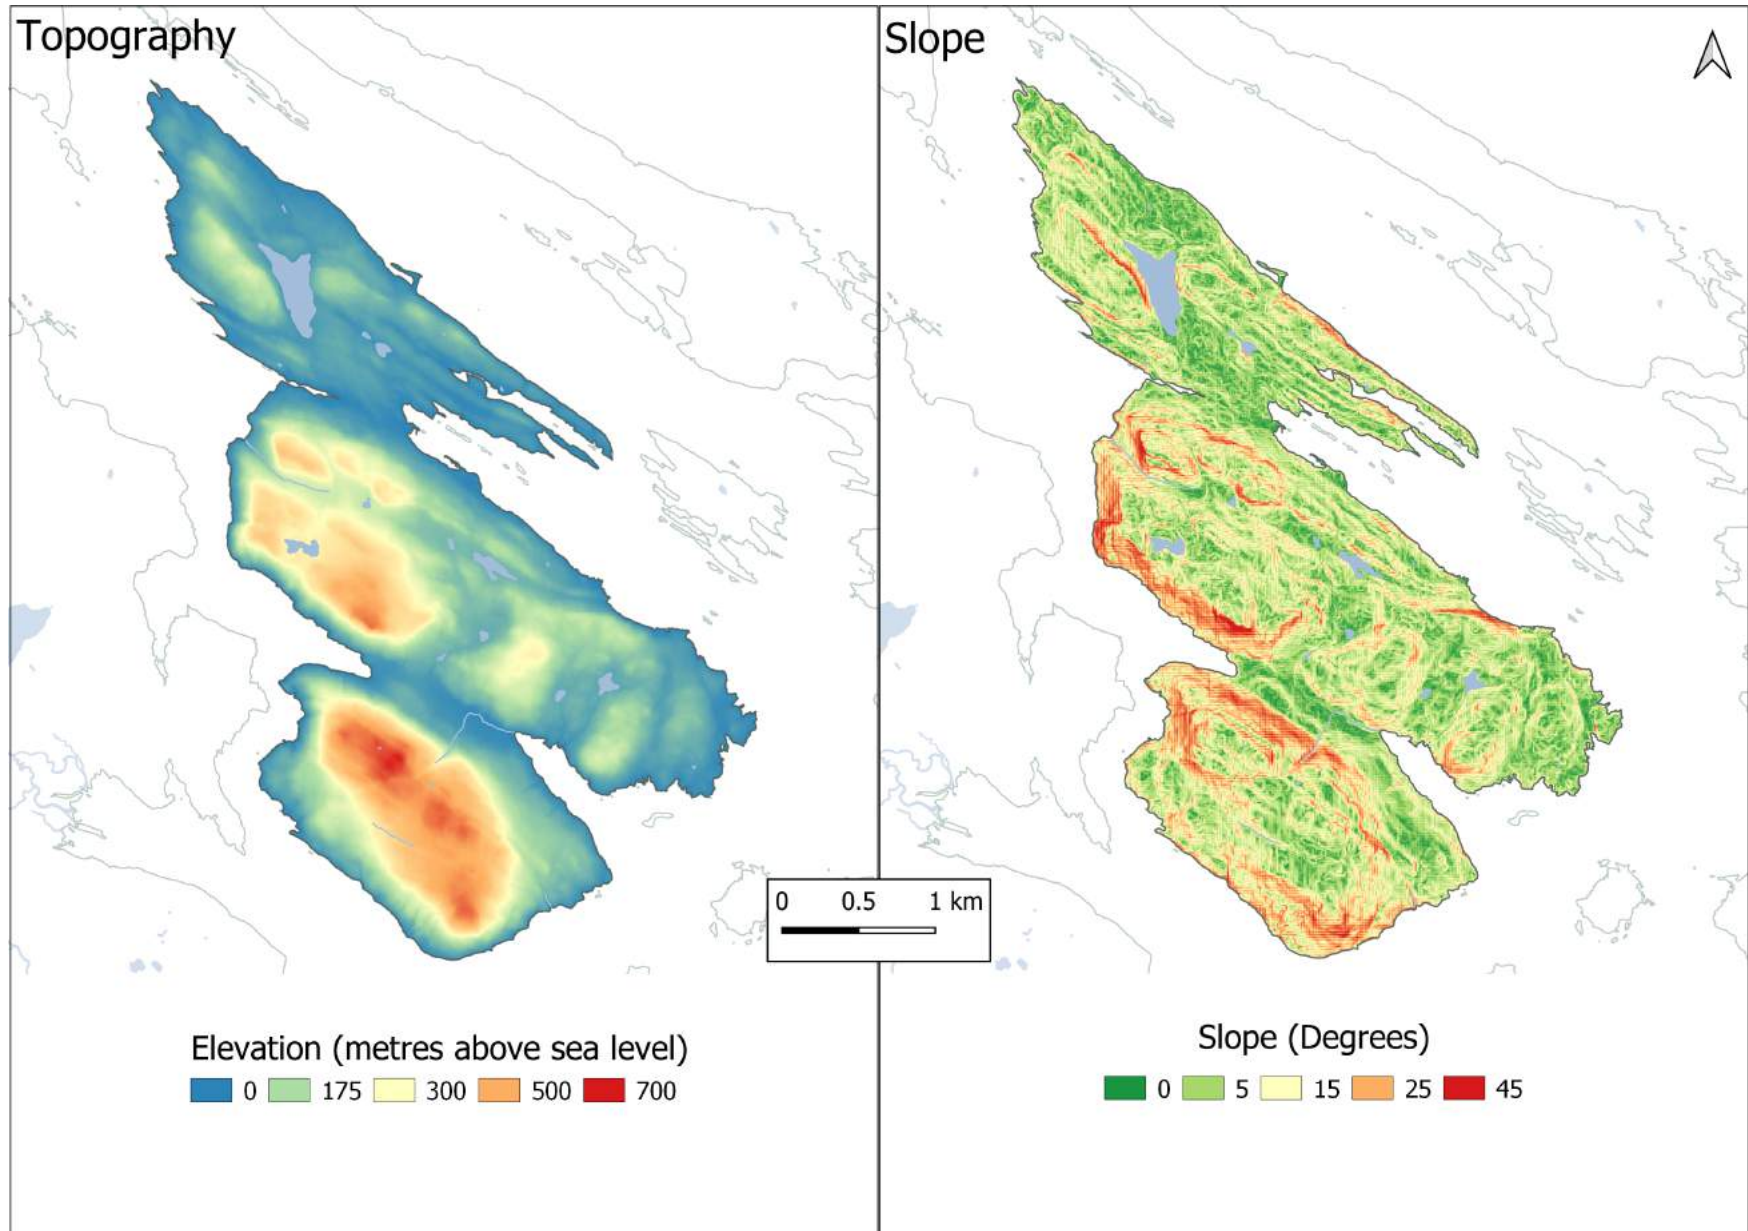 Topography
Slope
0 0.5 1 km
Elevation (metres above sea level)
0 175 300 500 700
Slope (Degrees)
0 5 15 25 45